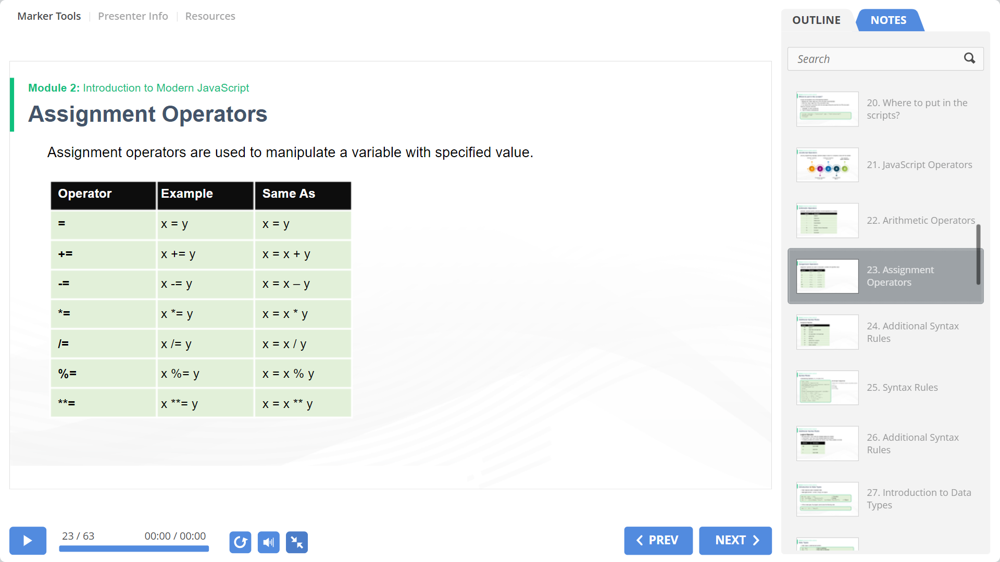 Marker Tools
Presenter Info
Resources
OUTLINE
NOTES
Search
Module 2: Introduction to Modern JavaScript
Assignment Operators
Assignment operators are used to manipulate a variable with specified value.
Operator Example Same As
= x = y x = y
+= x += y x = x + y
-= x -= y x = x – y
*= x *= y x = x * y
/= x /= y x = x / y
%= x %= y x = x % y
**= x **= y x = x ** y
20. Where to put in the
scripts?
21. JavaScript Operators
22. Arithmetic Operators
23. Assignment
Operators
24. Additional Syntax
Rules
25. Syntax Rules
26. Additional Syntax
Rules
27. Introduction to Data
Types
23 / 63
00:00 / 00:00
PREV
NEXT